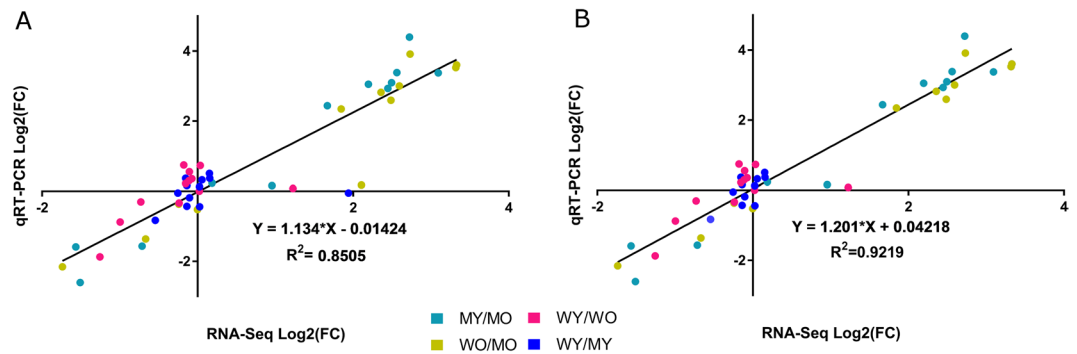 A
qRT-PCR Log2(FC)
4
2
-2
-2
2
4
Y = 1.134*X - 0.01424
R²= 0.8505
RNA-Seq Log2(FC)
B
qRT-PCR Log2(FC)
4
2
-2
-2
2
4
Y = 1.201*X + 0.04218
R²=0.9219
RNA-Seq Log2(FC)
MY/MO
WY/WO
WO/MO
WY/MY